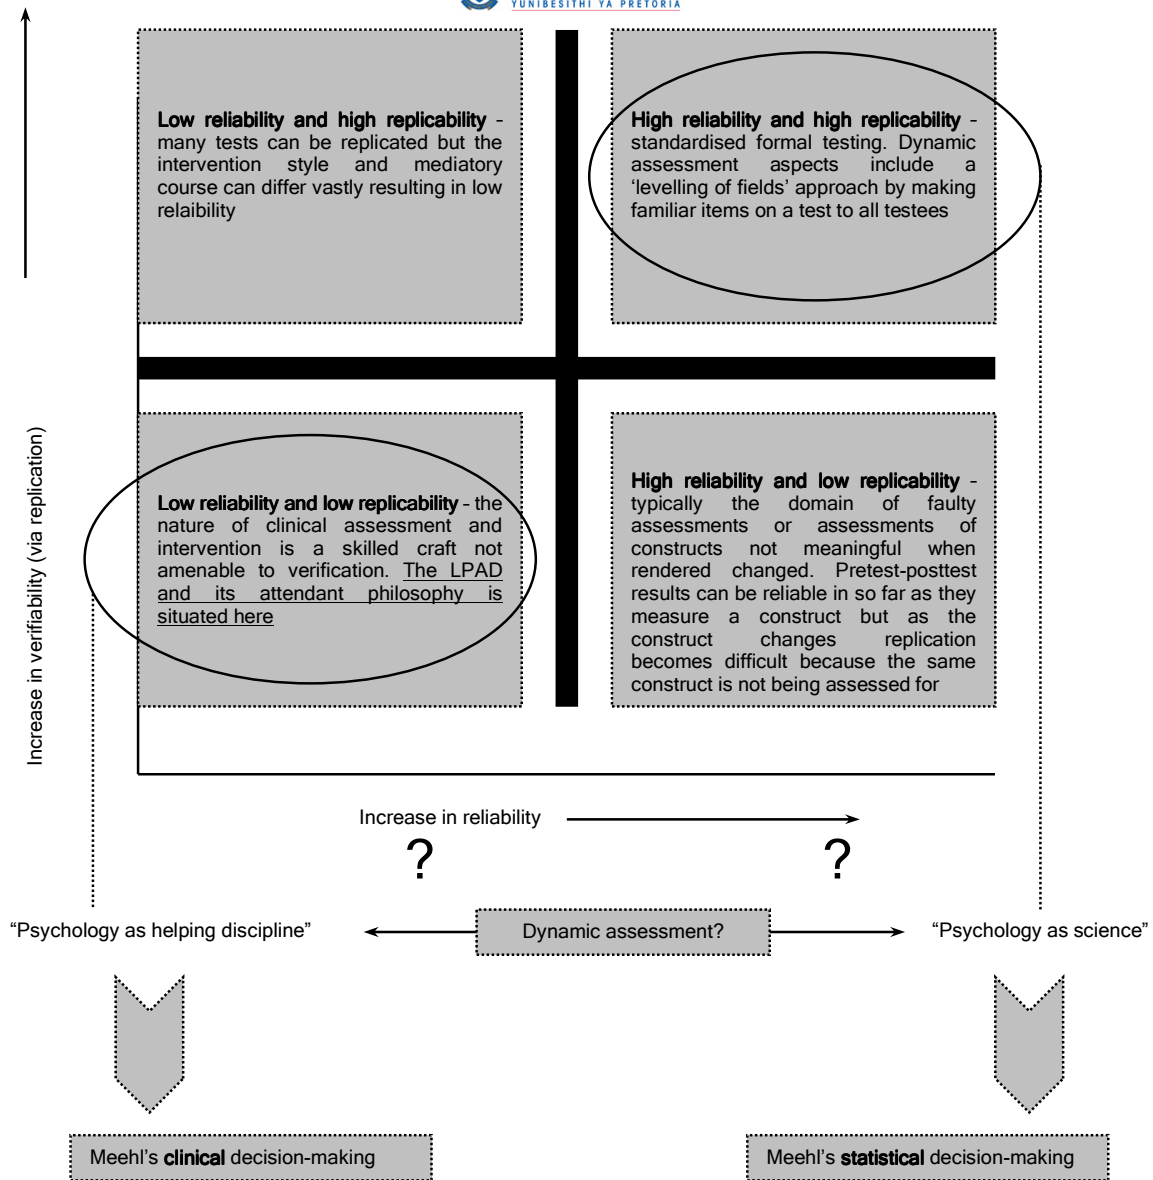 YUNIBESITHI YA PRETORIA
Low reliability and high replicability -
many tests can be replicated but the
intervention style and mediatory
course can differ vastly resulting in low
relaibility
High reliability and high replicability -
standardised formal testing. Dynamic
assessment aspects include a
‘levelling of fields’ approach by making
familiar items on a test to all testees
Increase in verifiability (via replication)
Low reliability and low replicability - the
nature of clinical assessment and
intervention is a skilled craft not
amenable to verification. The LPAD
and its attendant philosophy is
situated here
High reliability and low replicability -
typically the domain of faulty
assessments or assessments of
constructs not meaningful when
rendered changed. Pretest-posttest
results can be reliable in so far as they
measure a construct but as the
construct changes replication
becomes difficult because the same
construct is not being assessed for
Increase in reliability
? ?
“Psychology as helping discipline”
Dynamic assessment?
“Psychology as science”
Meehl’s clinical decision-making
Meehl’s statistical decision-making